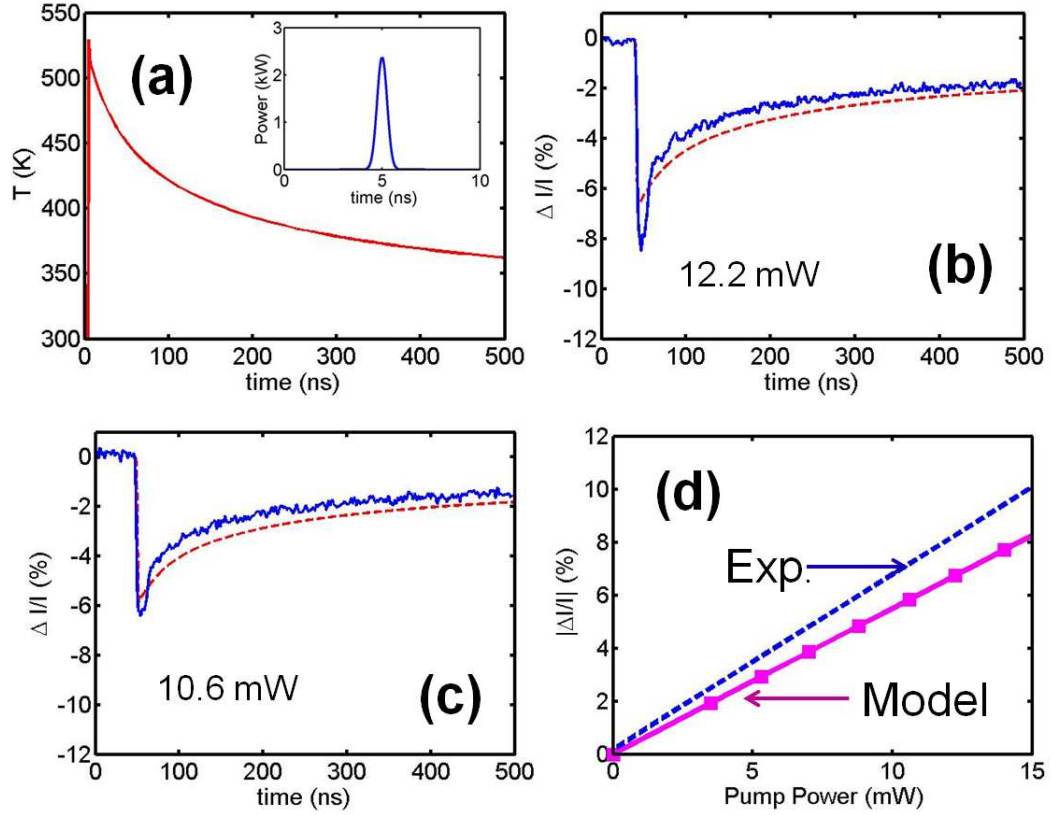 (a)
T (K)
550
500
450
400
350
300
0 100 200 300 400 500
time (ns)
Power (kW)
3
2
1
0
0 5 10
time (ns)
(b)
Δ I/I (%)
0
-2
-4
-6
-8
-10
-12
12.2 mW
0 100 200 300 400 500
time (ns)
(c)
Δ I/I (%)
0
-2
-4
-6
-8
-10
-12
10.6 mW
0 100 200 300 400 500
time (ns)
(d)
|ΔI/I| (%)
12
10
8
6
4
2
0
Exp.
Model
0 5 10 15
Pump Power (mW)